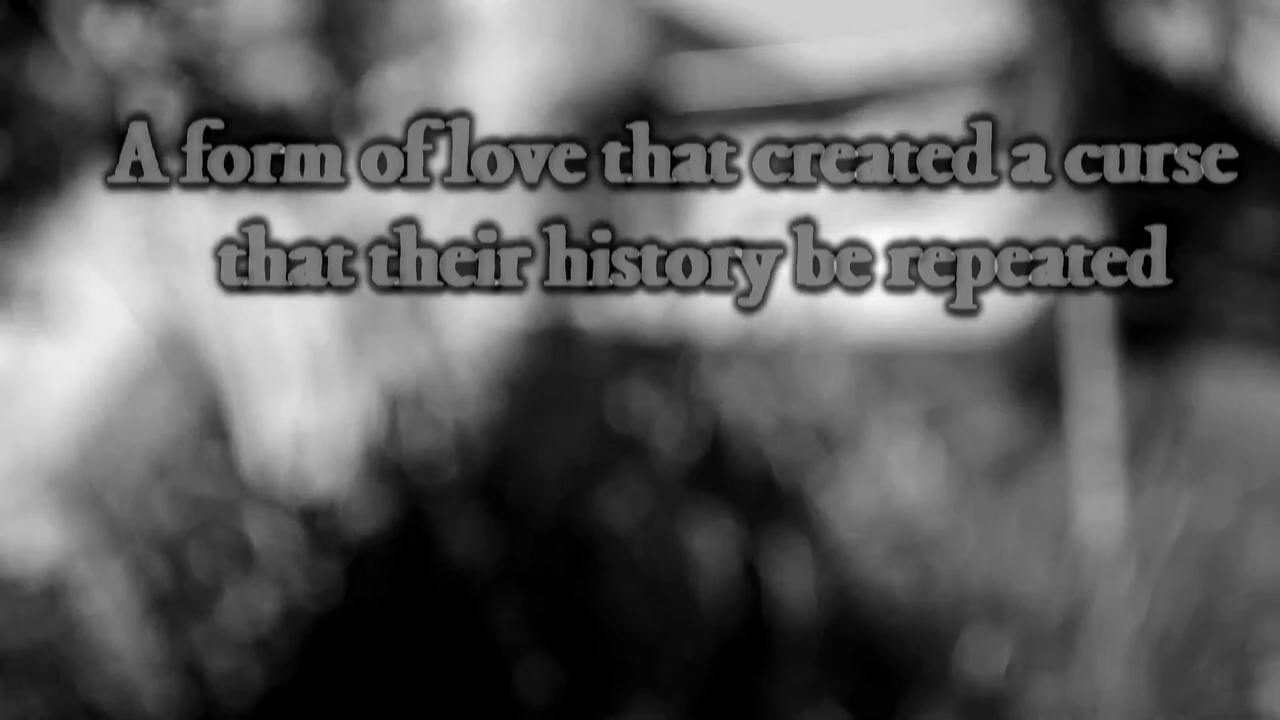 A form of love that created a curse
that their history be repeated